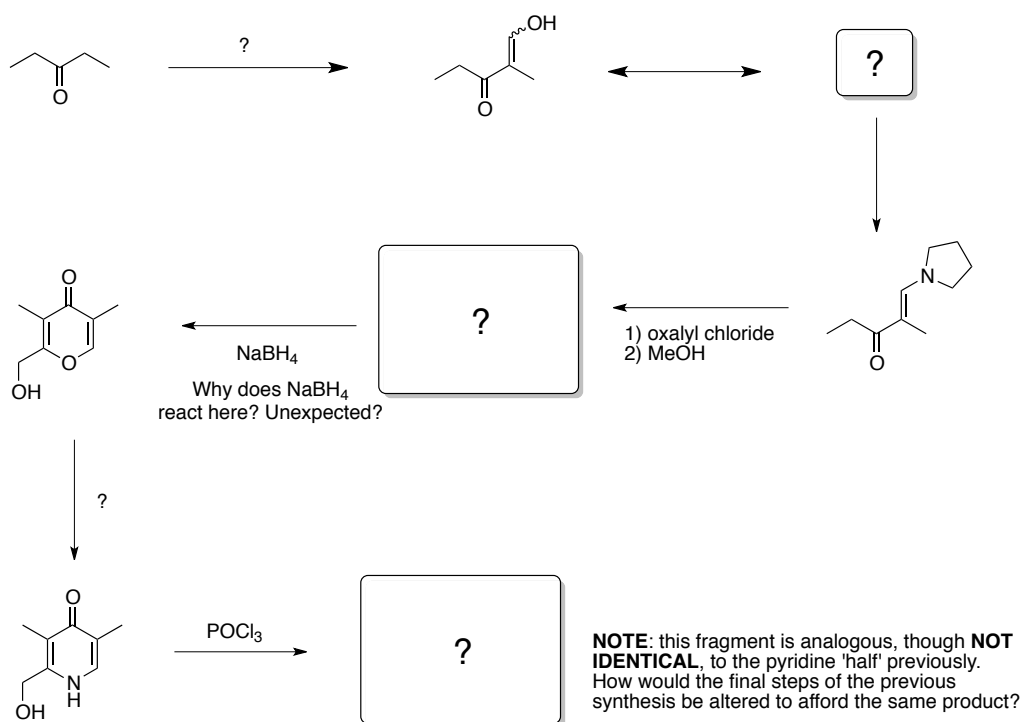 ?
OH
O
O
?
O
O
OH
NaBH4
Why does NaBH4
react here? Unexpected?
?
1) oxalyl chloride
2) MeOH
N
O
?
O
N
H
OH
POCl3
?
NOTE: this fragment is analogous, though NOT
IDENTICAL, to the pyridine 'half' previously.
How would the final steps of the previous
synthesis be altered to afford the same product?